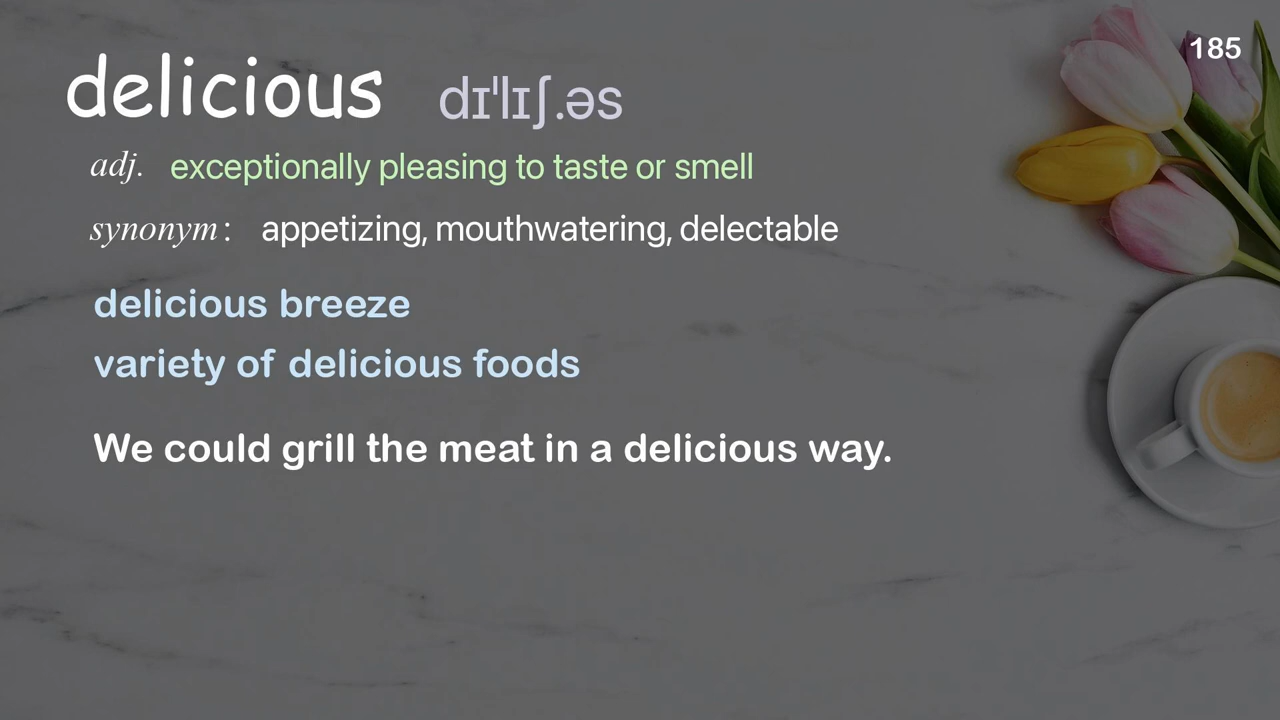 185
delicious dɪˈlɪʃ.əs
adj. exceptionally pleasing to taste or smell
synonym: appetizing, mouthwatering, delectable
delicious breeze
variety of delicious foods
We could grill the meat in a delicious way.